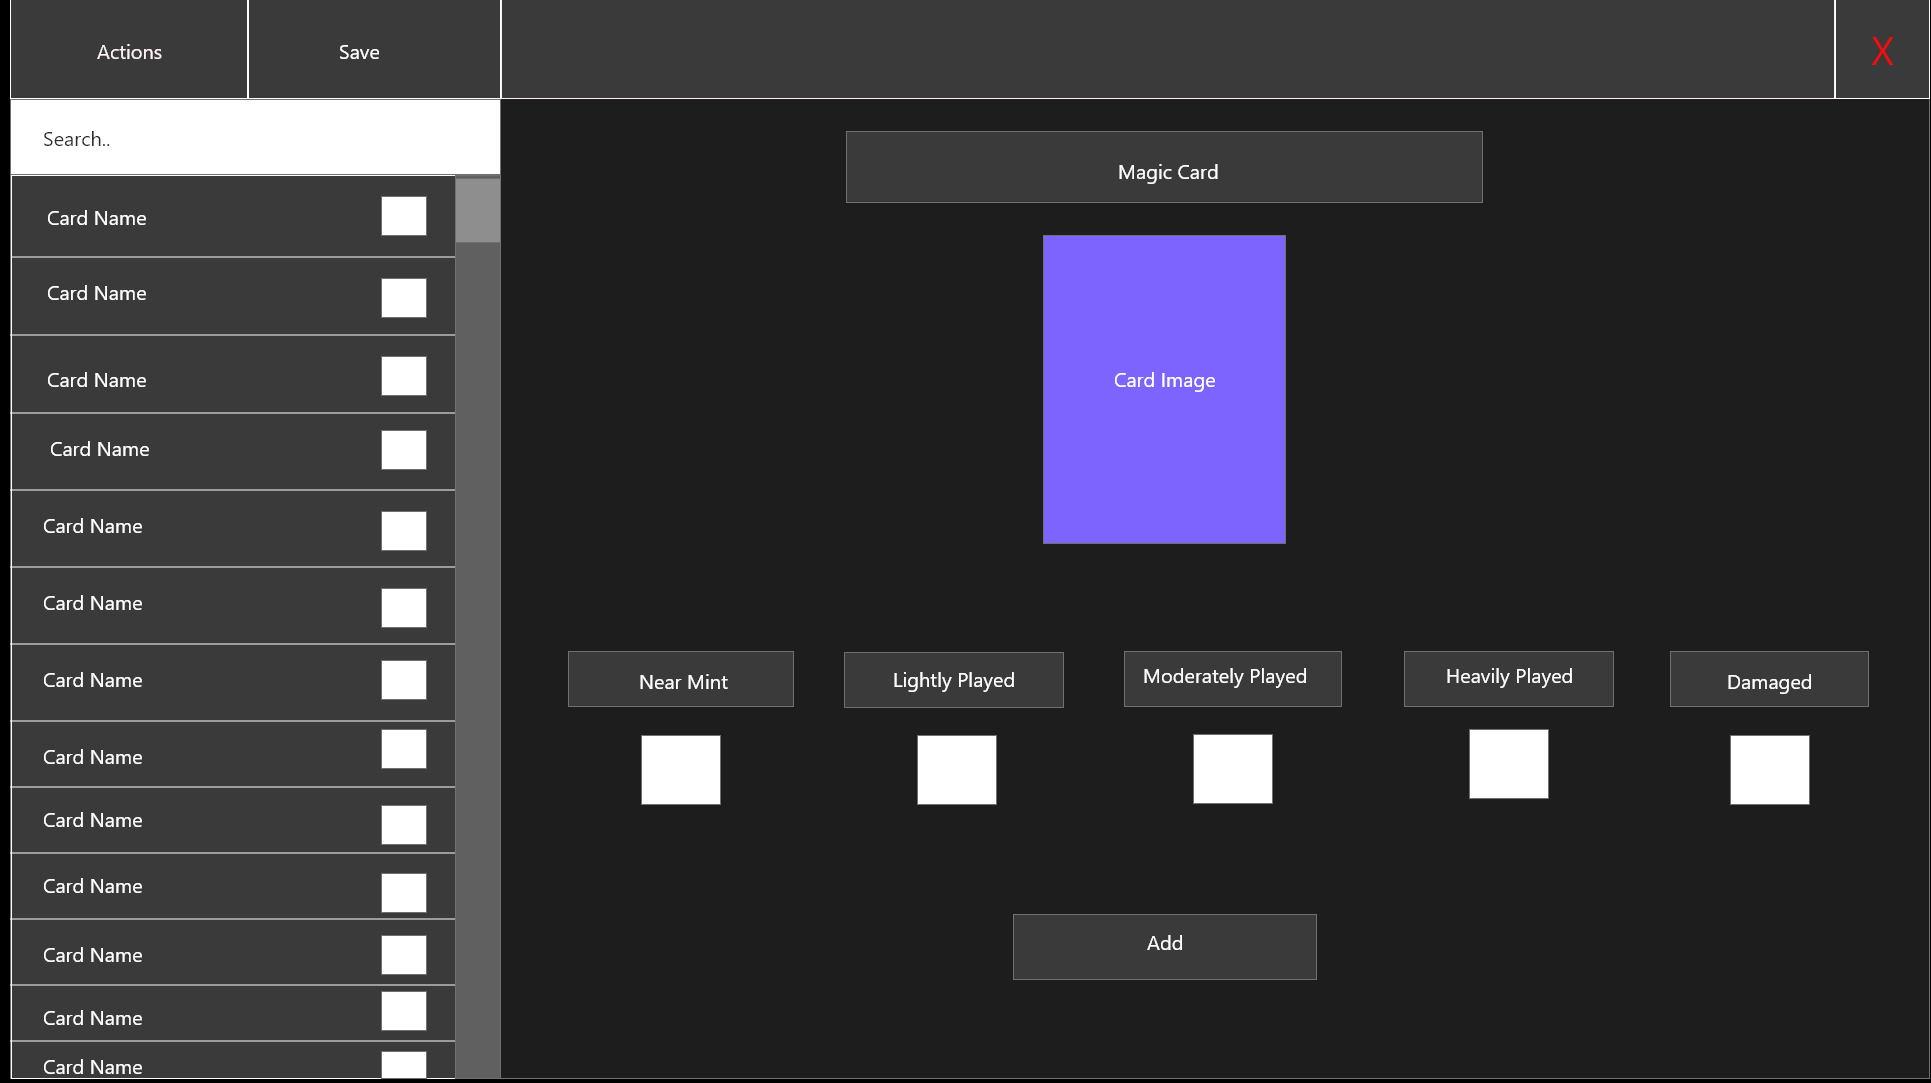 Actions
Save
X
Search..
Card Name
Card Name
Card Name
Card Name
Card Name
Card Name
Card Name
Card Name
Card Name
Card Name
Card Name
Card Name
Card Name
Magic Card
Card Image
Near Mint
Lightly Played
Moderately Played
Heavily Played
Damaged
Add